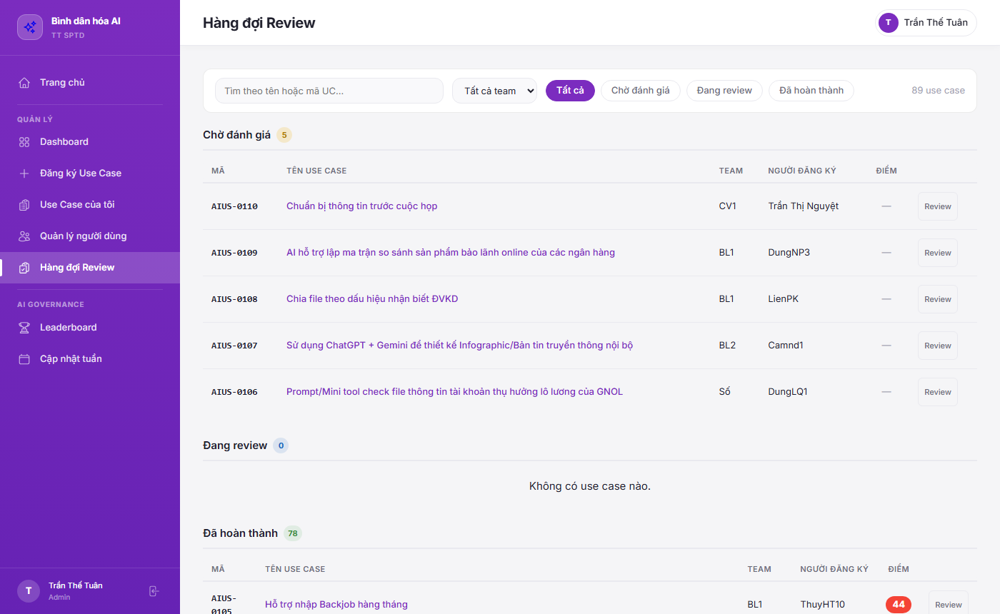 Bình dân hóa AI
TT SPTD
Trang chủ
QUẢN LÝ
Dashboard
Đăng ký Use Case
Use Case của tôi
Quản lý người dùng
Hàng đợi Review
AI GOVERNANCE
Leaderboard
Cập nhật tuần
T
Trần Thế Tuân
Admin
Hàng đợi Review
T Trần Thế Tuân
Tìm theo tên hoặc mã UC... Tất cả team Tất cả Chờ đánh giá Đang review Đã hoàn thành 89 use case
Chờ đánh giá 5
MÃ TÊN USE CASE TEAM NGƯỜI ĐĂNG KÝ ĐIỂM
AIUS-0110 Chuẩn bị thông tin trước cuộc họp CV1 Trần Thị Nguyệt — Review
AIUS-0109 AI hỗ trợ lập ma trận so sánh sản phẩm bảo lãnh online của các ngân hàng BL1 DungNP3 — Review
AIUS-0108 Chia file theo dấu hiệu nhận biết ĐVKD BL1 LienPK — Review
AIUS-0107 Sử dụng ChatGPT + Gemini để thiết kế Infographic/Bản tin truyền thông nội bộ BL2 Camnd1 — Review
AIUS-0106 Prompt/Mini tool check file thông tin tài khoản thụ hưởng lô lương của GNOL Số DungLQ1 — Review
Đang review 0
Không có use case nào.
Đã hoàn thành 78
MÃ TÊN USE CASE TEAM NGƯỜI ĐĂNG KÝ ĐIỂM
AIUS-0105 Hỗ trợ nhập Backjob hàng tháng BL1 ThuyHT10 44 Review